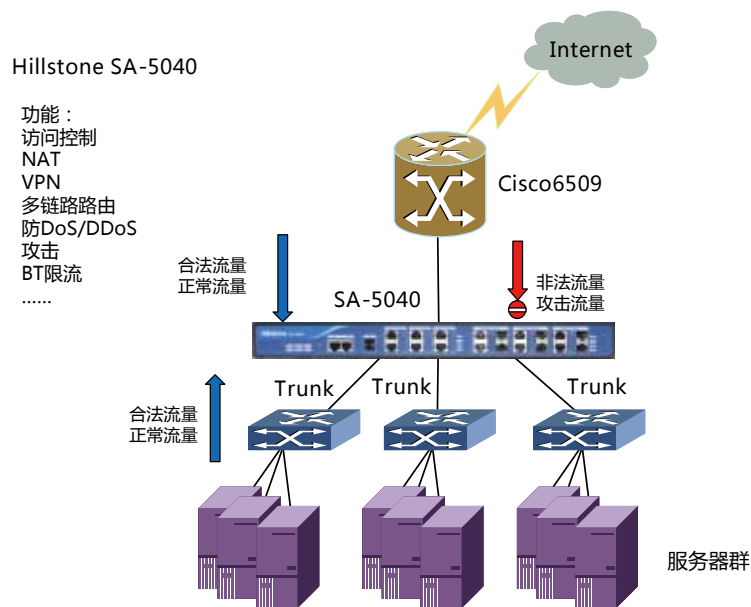 Internet
Hillstone SA-5040
功能：
访问控制
NAT
VPN
多链路路由
防DoS/DDoS
攻击
BT限流
……
Cisco6509
合法流量
正常流量
非法流量
攻击流量
SA-5040
Trunk
Trunk
Trunk
合法流量
正常流量
服务器群